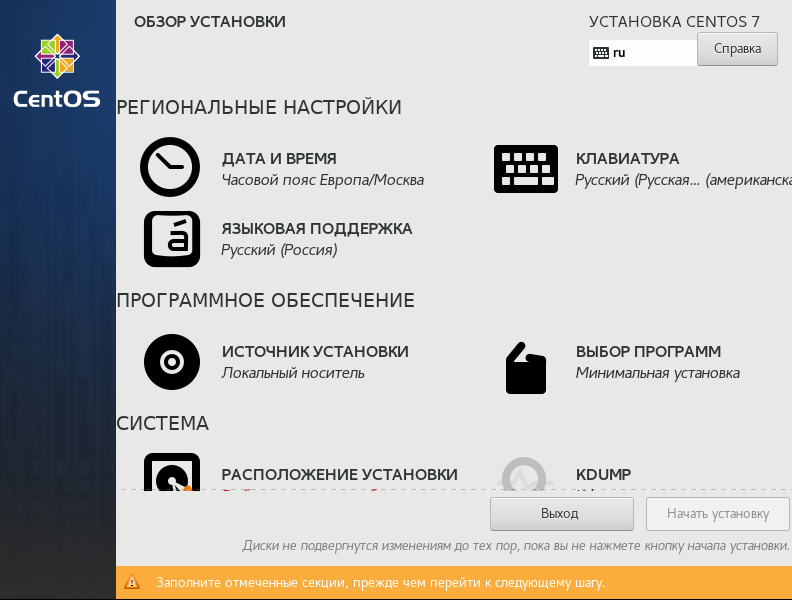 ОБЗОР УСТАНОВКИ
УСТАНОВКА CENTOS 7
ru
Справка
CentOS
РЕГИОНАЛЬНЫЕ НАСТРОЙКИ
ДАТА И ВРЕМЯ
Часовой пояс Европа/Москва
КЛАВИАТУРА
Русский (Русская... (американска
ЯЗЫКОВАЯ ПОДДЕРЖКА
Русский (Россия)
ПРОГРАММНОЕ ОБЕСПЕЧЕНИЕ
ИСТОЧНИК УСТАНОВКИ
Локальный носитель
ВЫБОР ПРОГРАММ
Минимальная установка
СИСТЕМА
РАСПОЛОЖЕНИЕ УСТАНОВКИ
KDUMP
Выход
Начать установку
Диски не подвергнутся изменениям до тех пор, пока вы не нажмете кнопку начала установки.
Заполните отмеченные секции, прежде чем перейти к следующему шагу.